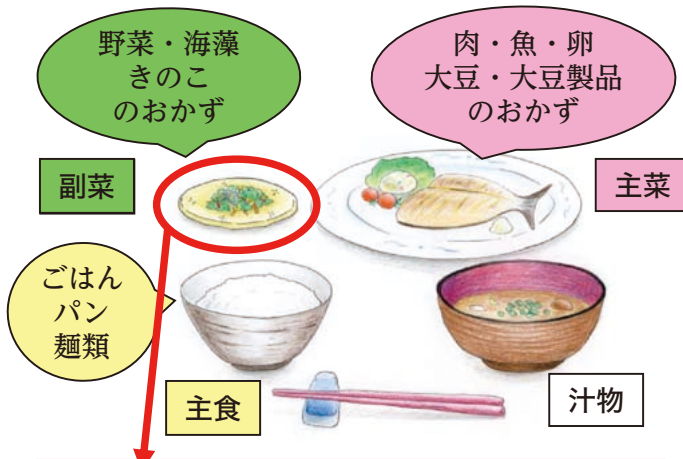 野菜・海藻
きのこ
のおかず
肉・魚・卵
大豆・大豆製品
のおかず
副菜
主菜
ごはん
パン
麺類
主食
汁物